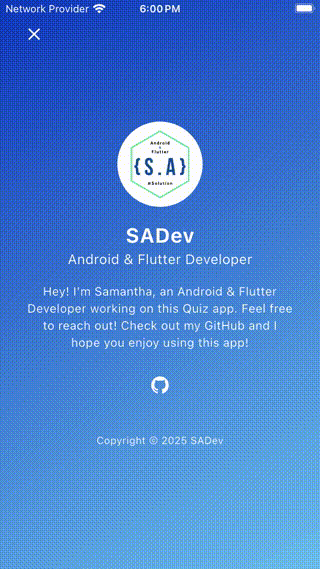 Network Provider 6:00 PM
Android
&
Flutter
{S.A}
#Solution
SADev
Android & Flutter Developer
Hey! I'm Samantha, an Android & Flutter
Developer working on this Quiz app. Feel free
to reach out! Check out my GitHub and I
hope you enjoy using this app!
Copyright © 2025 SADev